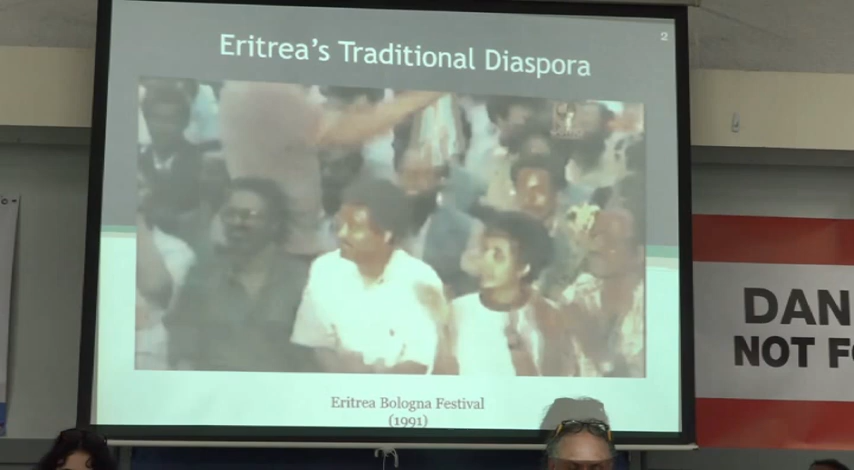 2
Eritrea's Traditional Diaspora
Eritrea Bologna Festival
(1991)
DAN
NOT F